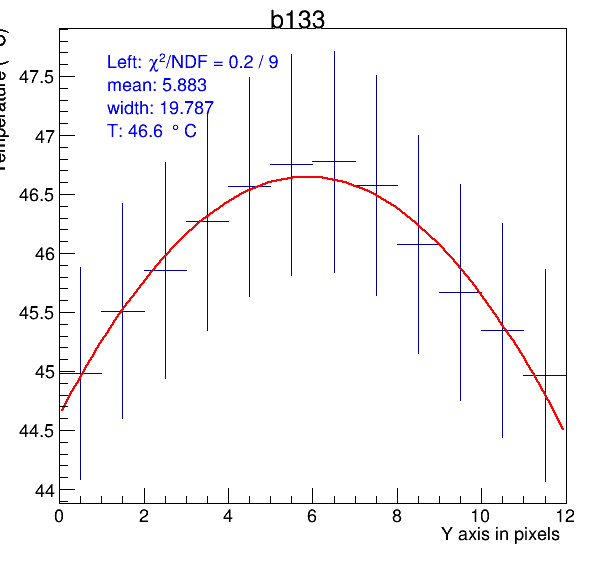 b133
Temperature (°C)
Left: χ²/NDF = 0.2 / 9
mean: 5.883
width: 19.787
T: 46.6 °C
47.5
47
46.5
46
45.5
45
44.5
44
0 2 4 6 8 10 12
Y axis in pixels